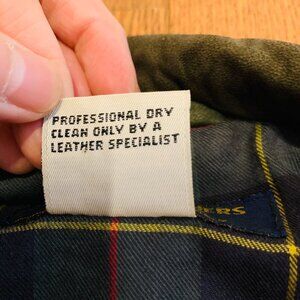 PROFESSIONAL DRY
CLEAN ONLY BY A
LEATHER SPECIALIST